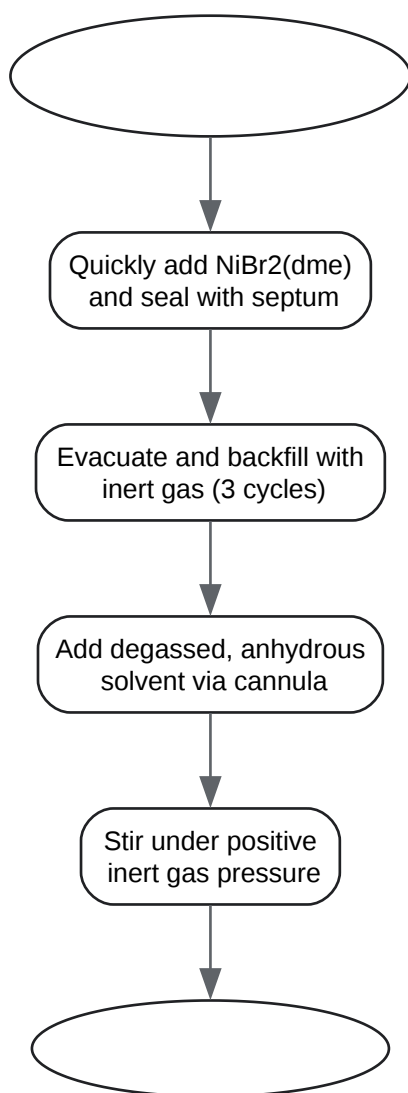 Quickly add NiBr2(dme)
and seal with septum
Evacuate and backfill with
inert gas (3 cycles)
Add degassed, anhydrous
solvent via cannula
Stir under positive
inert gas pressure